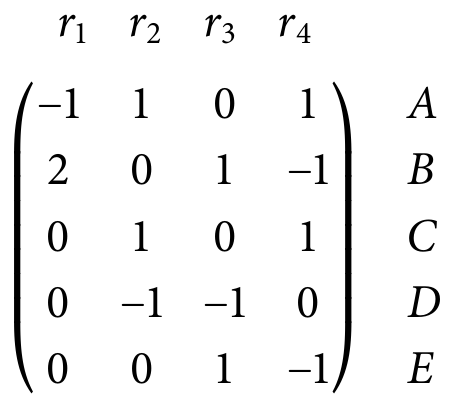 r₁ r₂ r₃ r₄
−1 1 0 1 A
2 0 1 −1 B
0 1 0 1 C
0 −1 −1 0 D
0 0 1 −1 E